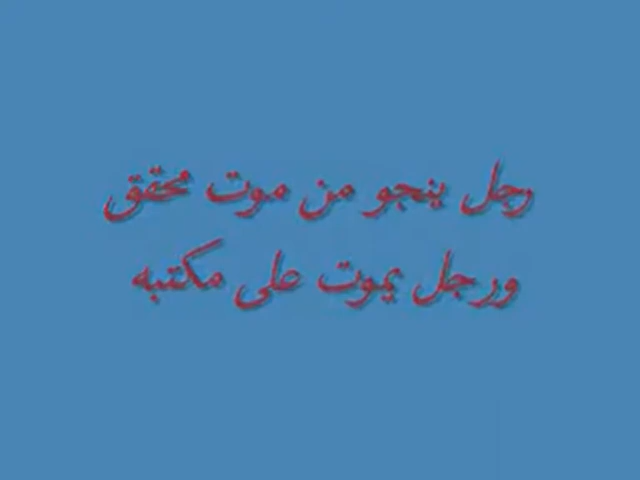 رجل ينجو من موت محقق
ورجل يموت على مكتبه